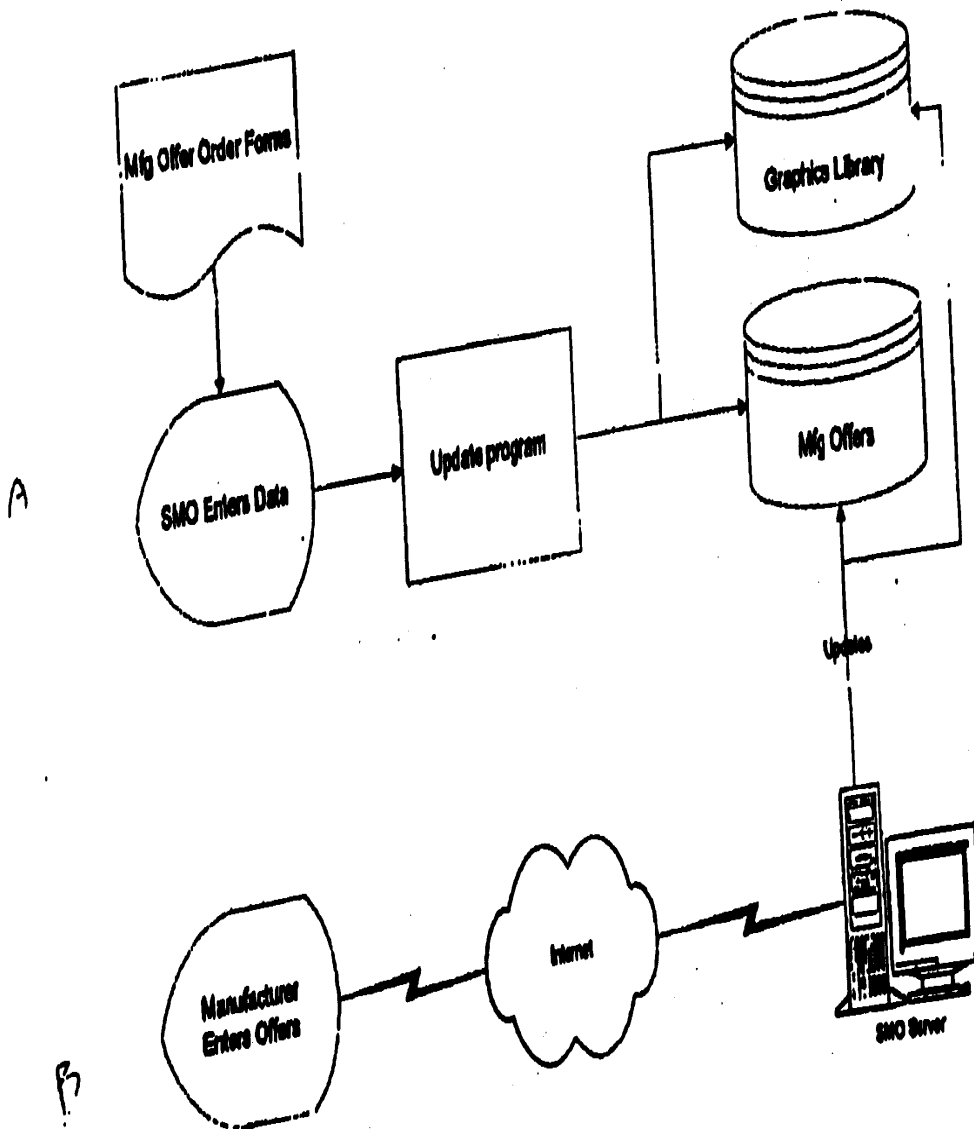 Mfg Offer Order Forms
Graphics Library
Mfg Offers
Update program
SMO Enters Data
A
Updates
Internet
Manufacturer
Enters Offers
SMO Server
B